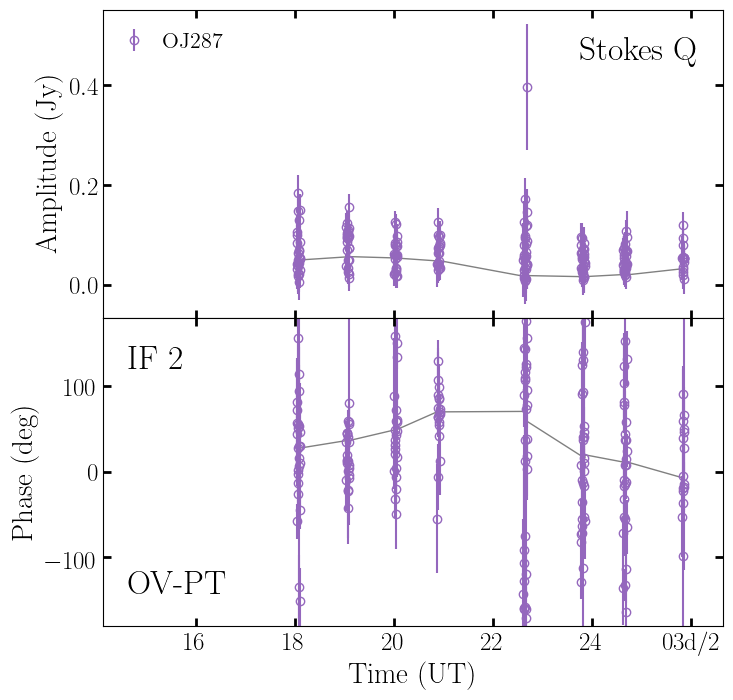 OJ287
Stokes Q
Amplitude (Jy)
0.4
0.2
0.0
IF 2
Phase (deg)
100
0
−100
OV-PT
16 18 20 22 24 03d/2
Time (UT)